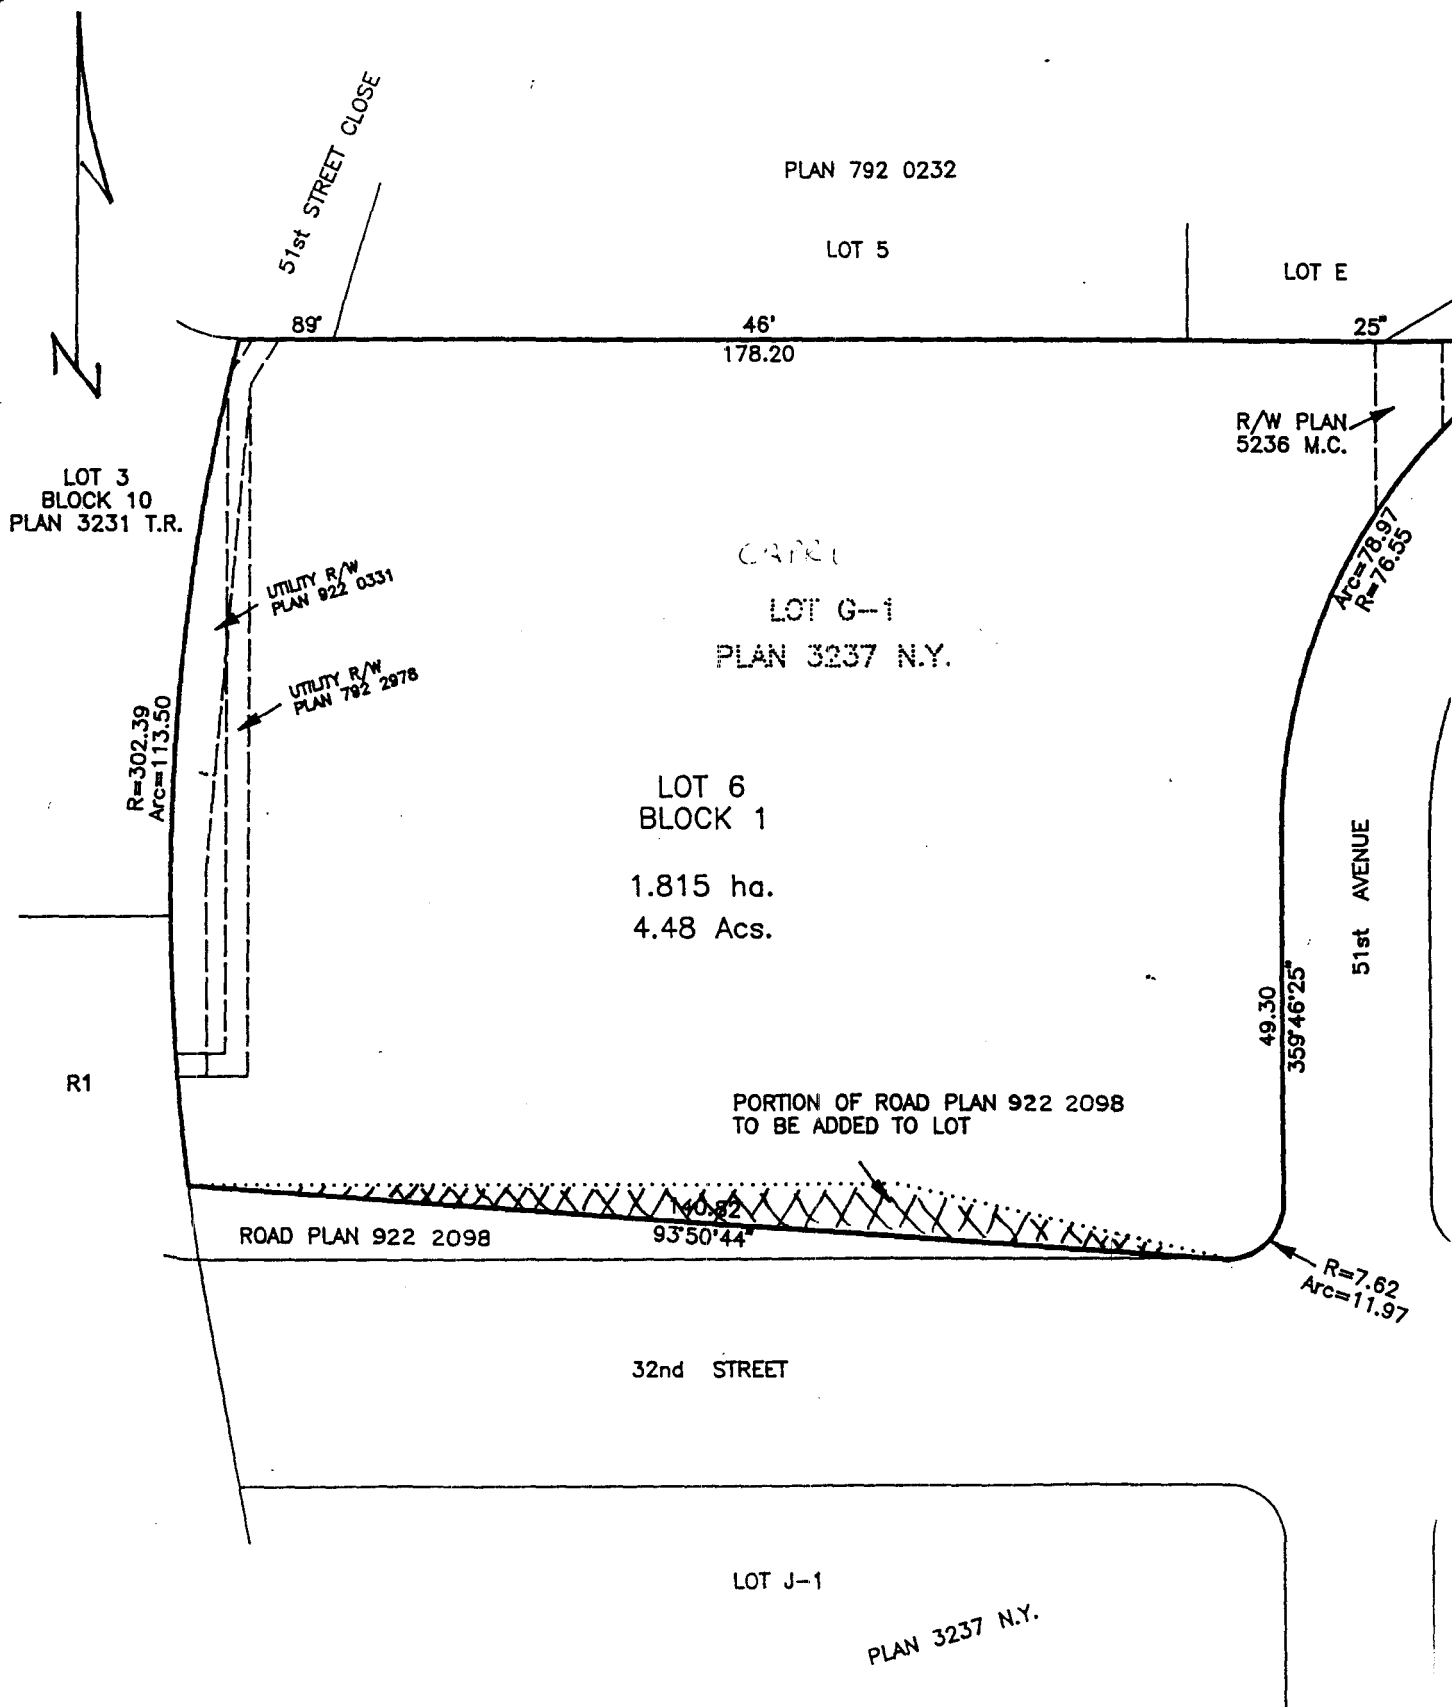 51st STREET CLOSE
PLAN 792 0232
LOT 5
LOT E
89°
46'
25"
178.20
R/W PLAN
5236 M.C.
LOT 3
BLOCK 10
PLAN 3231 T.R.
UTILITY R/W
PLAN 922 0331
UTILITY R/W
PLAN 792 2978
CAPRI
LOT G-1
PLAN 3237 N.Y.
Arc=78.97
R=76.55
R=302.39
Arc=113.50
LOT 6
BLOCK 1
1.815 ha.
4.48 Acs.
51st AVENUE
49.30
359°46'25"
R1
PORTION OF ROAD PLAN 922 2098
TO BE ADDED TO LOT
140.82
93°50'44"
ROAD PLAN 922 2098
R=7.62
Arc=11.97
32nd STREET
LOT J-1
PLAN 3237 N.Y.
N